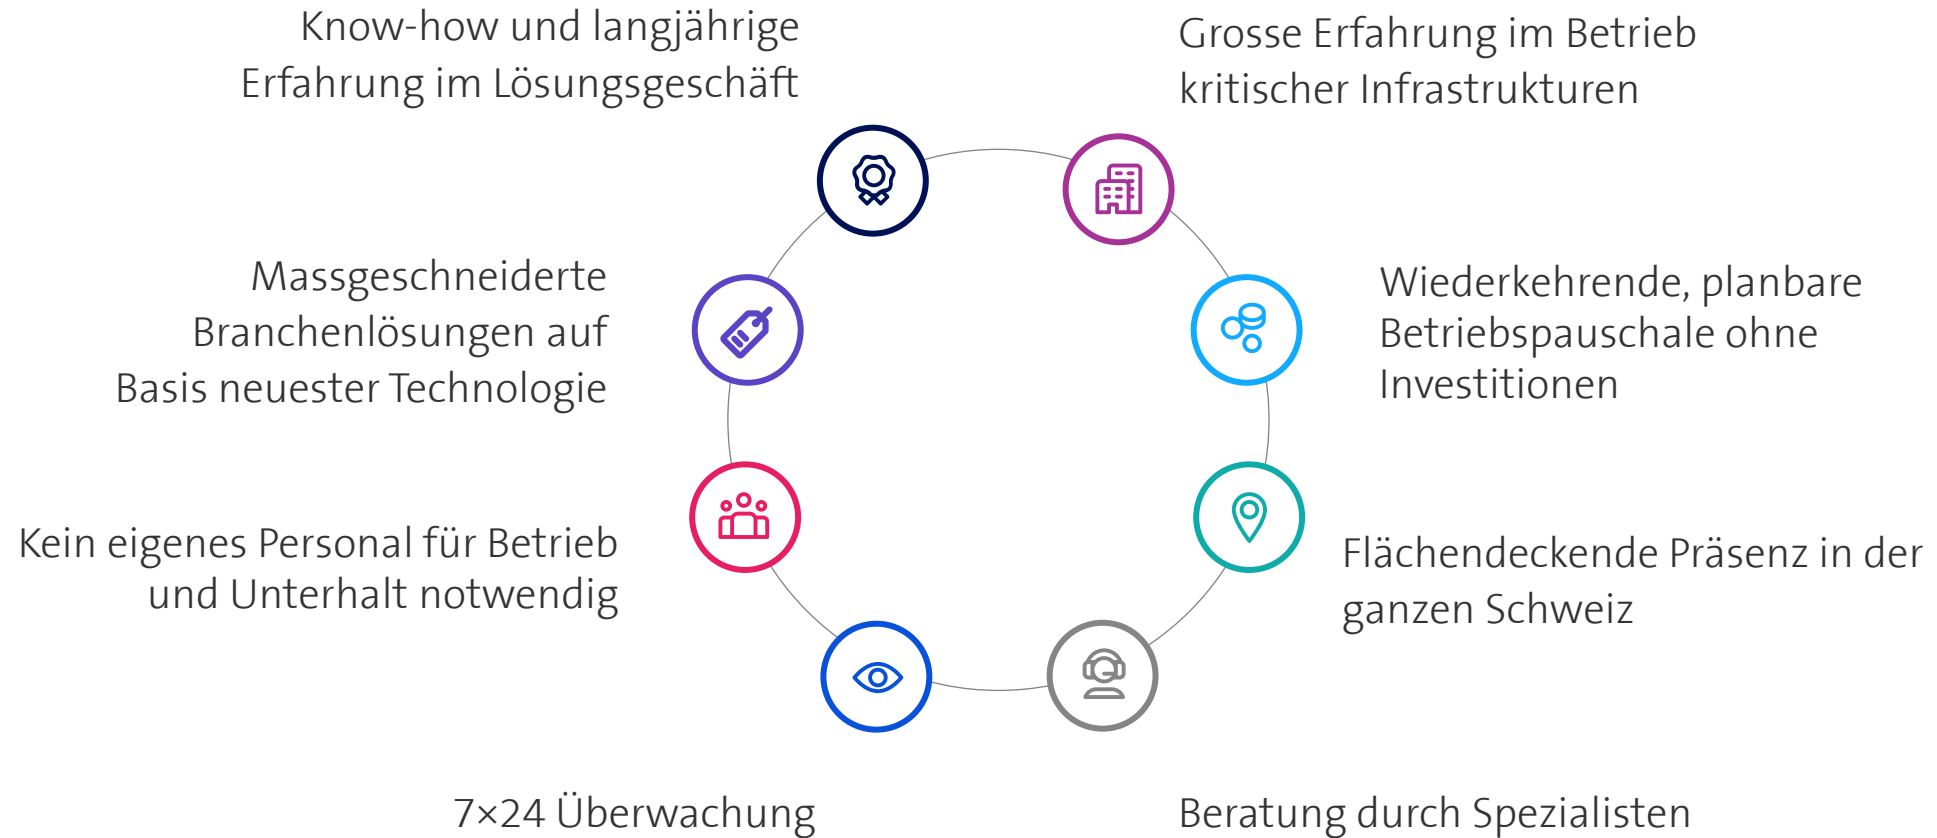 Know-how und langjährige
Erfahrung im Lösungsgeschäft
Grosse Erfahrung im Betrieb
kritischer Infrastrukturen
Massgeschneiderte
Branchenlösungen auf
Basis neuester Technologie
Wiederkehrende, planbare
Betriebspauschale ohne
Investitionen
Kein eigenes Personal für Betrieb
und Unterhalt notwendig
Flächendeckende Präsenz in der
ganzen Schweiz
7×24 Überwachung
Beratung durch Spezialisten